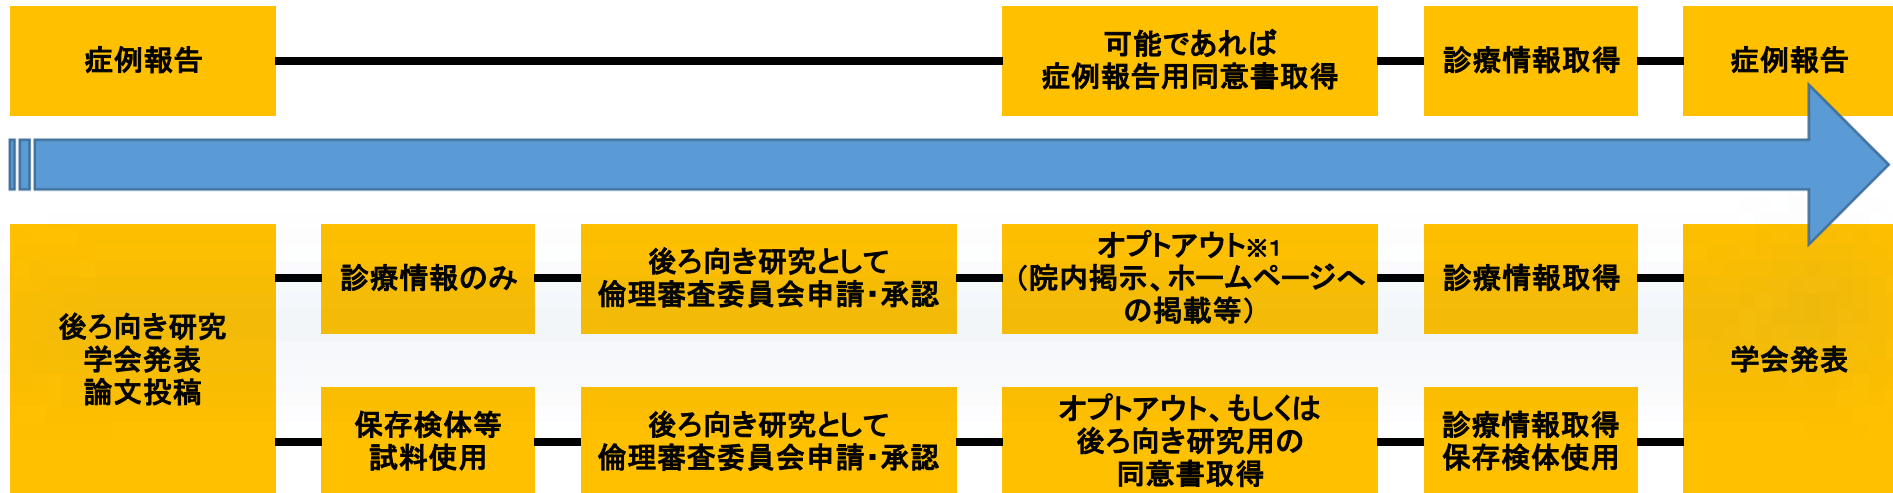 症例報告
可能であれば
症例報告用同意書取得
診療情報取得
症例報告
後ろ向き研究
学会発表
論文投稿
診療情報のみ
後ろ向き研究として
倫理審査委員会申請・承認
オプトアウト※1
（院内掲示、ホームページへ
の掲載等）
診療情報取得
保存検体等
試料使用
後ろ向き研究として
倫理審査委員会申請・承認
オプトアウト、もしくは
後ろ向き研究用の
同意書取得
診療情報取得
保存検体使用
学会発表